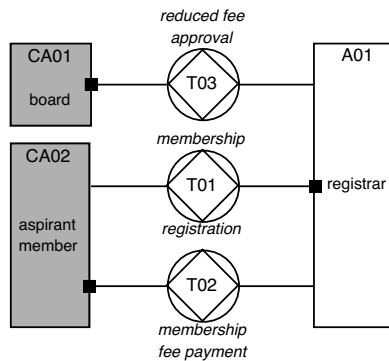 reduced fee
approval
CA01
board
T03
A01
membership
CA02
aspirant
member
T01
registration
registrar
T02
membership
fee payment